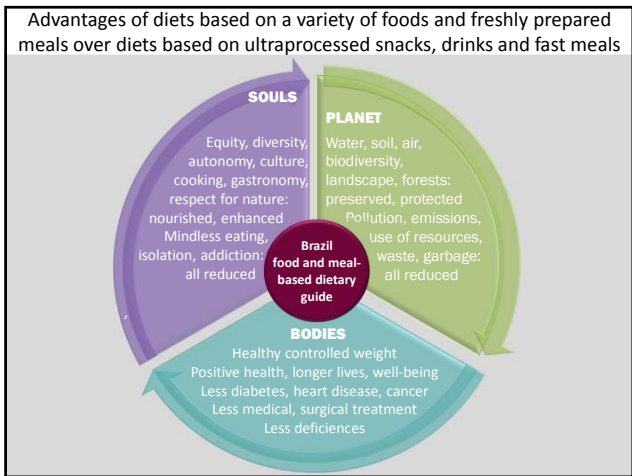 Advantages of diets based on a variety of foods and freshly prepared
meals over diets based on ultraprocessed snacks, drinks and fast meals
SOULS
Equity, diversity,
autonomy, culture,
cooking, gastronomy,
respect for nature:
nourished, enhanced
Mindless eating,
isolation, addiction:
all reduced
,
PLANET
Water, soil, air,
biodiversity,
landscape, forests:
preserved, protected
Pollution, emissions,
use of resources,
waste, garbage:
all reduced
Brazil
food and meal-
based dietary
guide
BODIES
Healthy controlled weight
Positive health, longer lives, well-being
Less diabetes, heart disease, cancer
Less medical, surgical treatment
Less deficiences